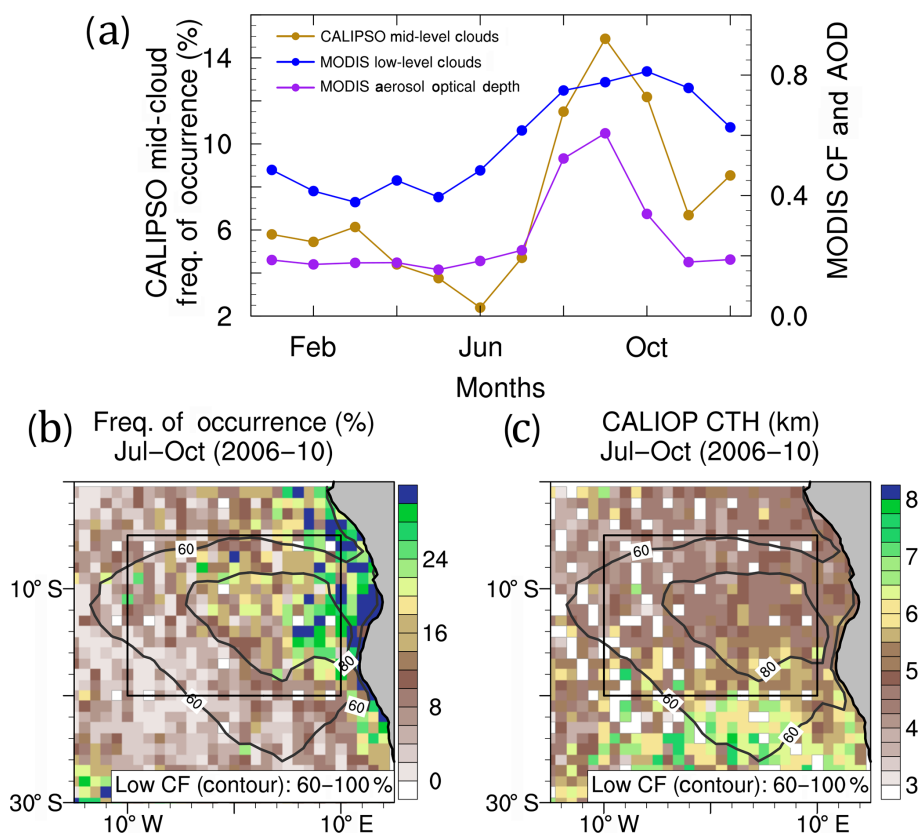 (a)
CALIPSO mid-level clouds
MODIS low-level clouds
MODIS aerosol optical depth
CALIPSO mid-cloud
freq. of occurrence (%)
14
10
6
2
MODIS CF and AOD
0.8
0.4
0.0
Feb Jun Oct
Months
(b) Freq. of occurrence (%)
Jul–Oct (2006–10)
60
80
60
60
10° S
30° S
10° W 10° E
Low CF (contour): 60–100%
24
16
8
0
(c) CALIOP CTH (km)
Jul–Oct (2006–10)
60
80
60
60
10° S
30° S
10° W 10° E
Low CF (contour): 60–100%
8
7
6
5
4
3